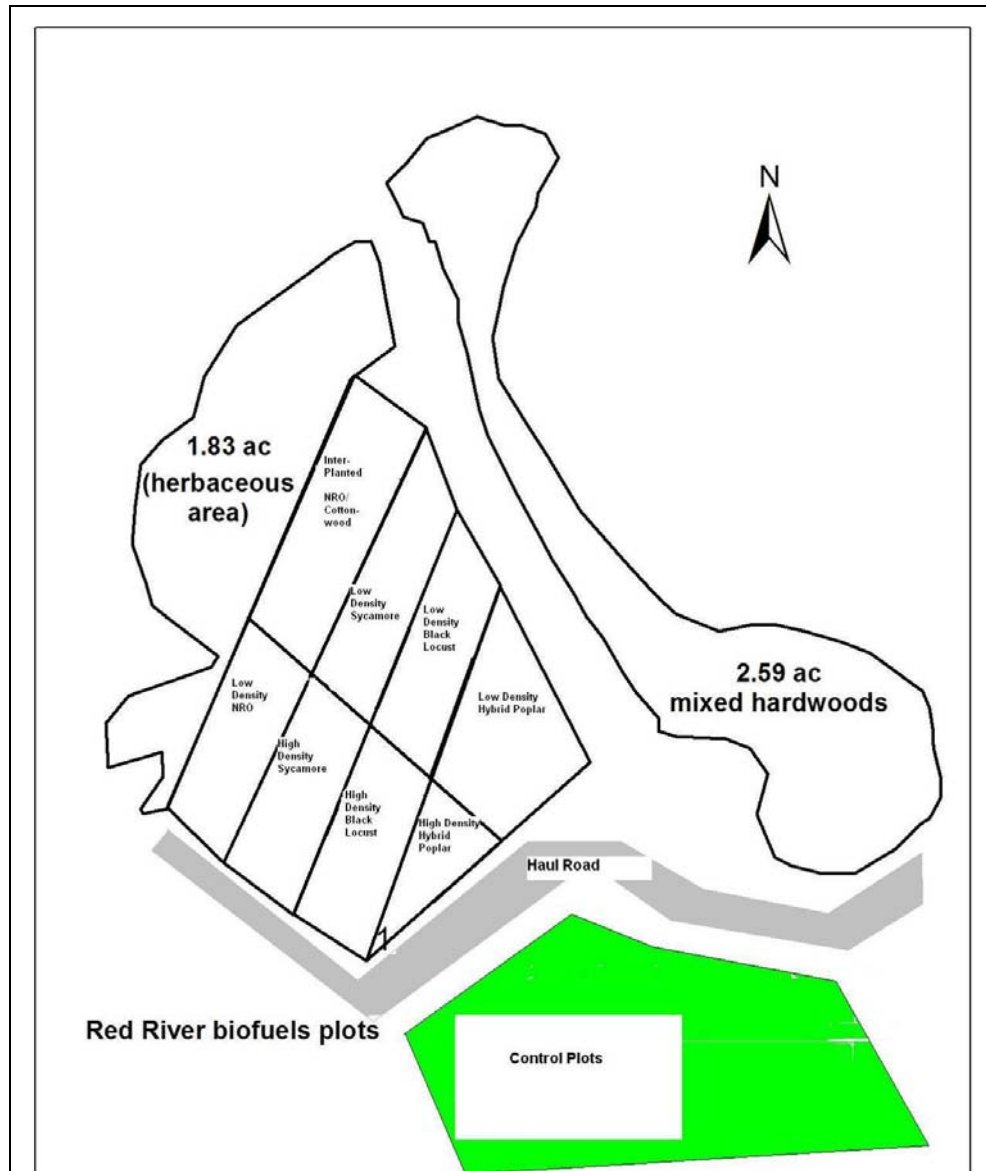 N
1.83 ac
(herbaceous
area)
Inter-
Planted
NRO/
Cotton-
wood
Low
Density
Sycamore
Low
Density
Black
Locust
Low
Density
NRO
Low Density
Hybrid Poplar
2.59 ac
mixed hardwoods
High
Density
Sycamore
High
Density
Black
Locust
High Density
Hybrid
Poplar
Haul Road
Red River biofuels plots
Control Plots